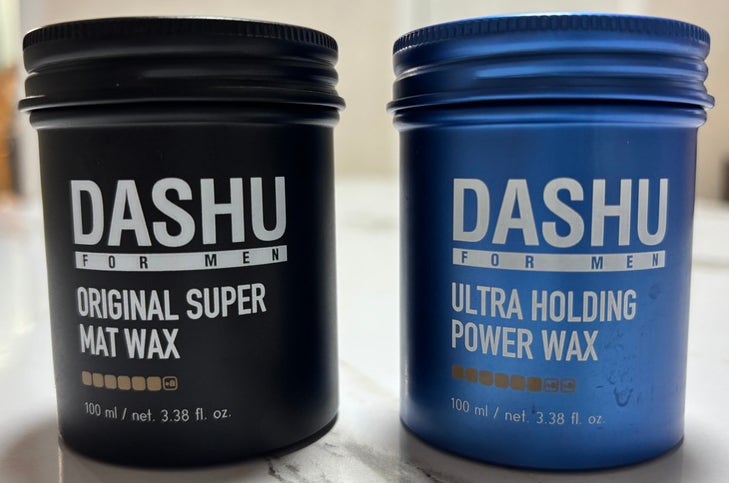 DASHU
FOR MEN
ORIGINAL SUPER
MAT WAX
100 ml / net. 3.38 fl. oz.
DASHU
FOR MEN
ULTRA HOLDING
POWER WAX
100 ml / net. 3.38 fl. oz.